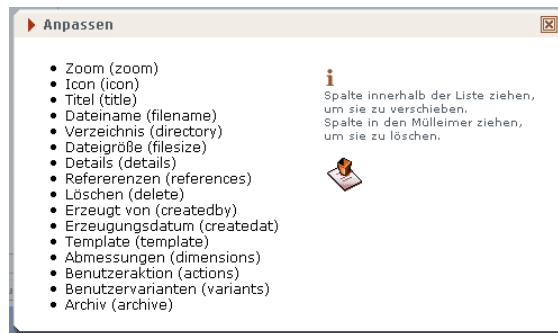 Anpassen
Zoom (zoom)
Icon (icon)
Titel (title)
Dateiname (filename)
Verzeichnis (directory)
Dateigröße (filesize)
Details (details)
Refererenzen (references)
Löschen (delete)
Erzeugt von (createdby)
Erzeugungsdatum (createdat)
Template (template)
Abmessungen (dimensions)
Benutzeraktion (actions)
Benutzervarianten (variants)
Archiv (archive)
i
Spalte innerhalb der Liste ziehen,
um sie zu verschieben.
Spalte in den Mülleimer ziehen,
um sie zu löschen.